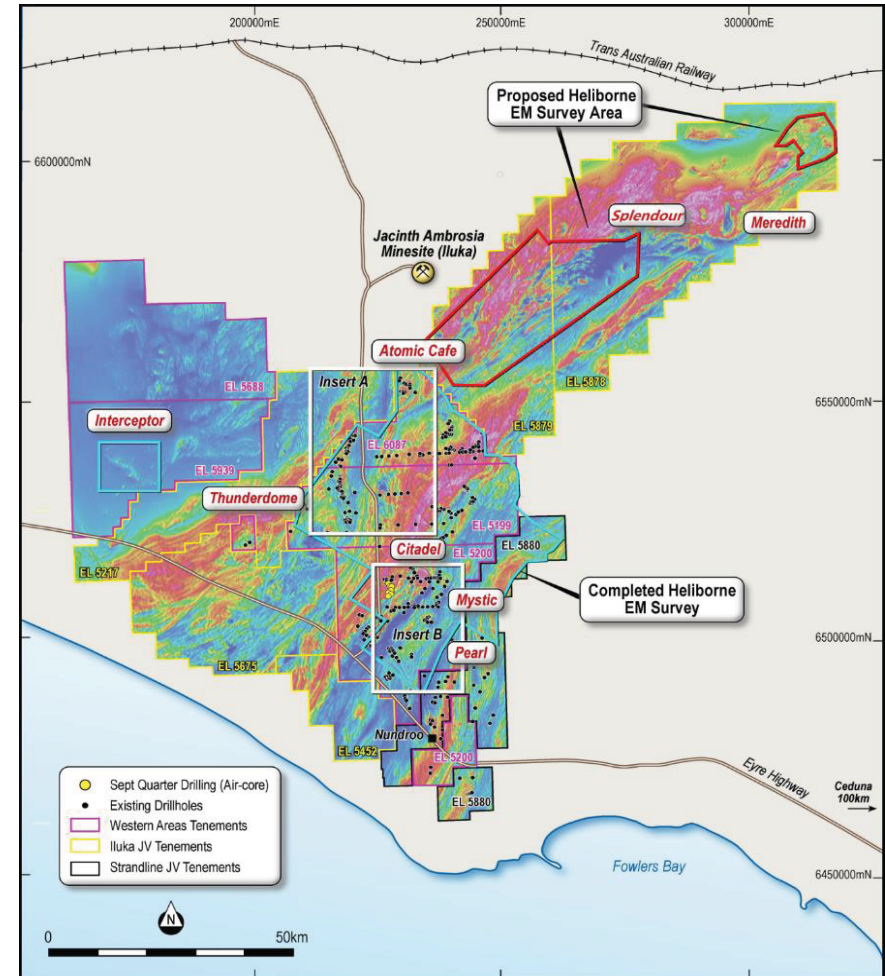 200000mE
250000mE
300000mE
Trans Australian Railway
Proposed Heliborne
EM Survey Area
6600000mN
Splendour
Meredith
Jacinth Ambrosia
Minesite (Iluka)
Atomic Cafe
Insert A
EL 5688
EL 5878
6550000mN
Interceptor
EL 6087
EL 5879
EL 5939
Thunderdome
EL 5199
Citadel
EL 5200
EL 5880
EL 5217
Completed Heliborne
EM Survey
Mystic
Insert B
6500000mN
Pearl
EL 5675
Nundroo
EL 5452
EL 5200
Eyre Highway
EL 5880
Ceduna
100km
Sept Quarter Drilling (Air-core)
Existing Drillholes
Western Areas Tenements
Iluka JV Tenements
Strandline JV Tenements
Fowlers Bay
6450000mN
N
0
50km